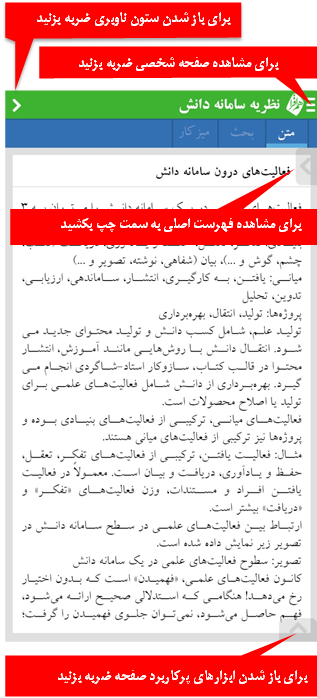 برای باز شدن ستون ناوبری ضربه بزنید
برای مشاهده صفحه شخصی ضربه بزنید
نظریه سامانه دانش
متن
بحث
میزکار
فعالیت‌های درون سامانه دانش
برای مشاهده فهرست اصلی به سمت چپ بکشید
چشم، گوش و ...)، بیان (شفاهی، نوشته، تصویر و ...)
میانی: یافتن، به کارگیری، انتشار، ساماندهی، ارزیابی،
تدوین، تحلیل
پروژه‌ها: تولید، انتقال، بهره‌برداری
تولید علم، شامل کسب دانش و تولید محتوای جدید می
شود. انتقال دانش با روش‌هایی مانند آموزش، انتشار
محتوا در قالب کتاب، سازوکار استاد-شاگردی انجام می
گیرد. بهره‌برداری از دانش شامل فعالیت‌های علمی برای
تولید یا اصلاح محصولات است.
فعالیت‌های میانی، ترکیبی از فعالیت‌های بنیادی بوده و
پروژه‌ها نیز ترکیبی از فعالیت‌های میانی هستند.
مثال: فعالیت یافتن، ترکیبی از فعالیت‌های تفکر، تعقل،
حفظ و یادآوری، دریافت و بیان است. معمولاً در فعالیت
یافتن افراد و مستندات، وزن فعالیت‌های «تفکر» و
«دریافت» بیشتر است.
ارتباط بین فعالیت‌های علمی در سطح سامانه دانش در
تصویر زیر نمایش داده شده است.
تصویر: سطوح فعالیت‌های علمی در یک سامانه دانش
کانون فعالیت‌های علمی، «فهمیدن» است که بدون اختیار
رخ می‌دهد! هنگامی که استدلالی صحیح ارائه می‌شود،
فهم حاصل می‌شود، نمی‌توان جلوی فهمیدن را گرفت؛
برای باز شدن ابزارهای پرکاربرد صفحه ضربه بزنید